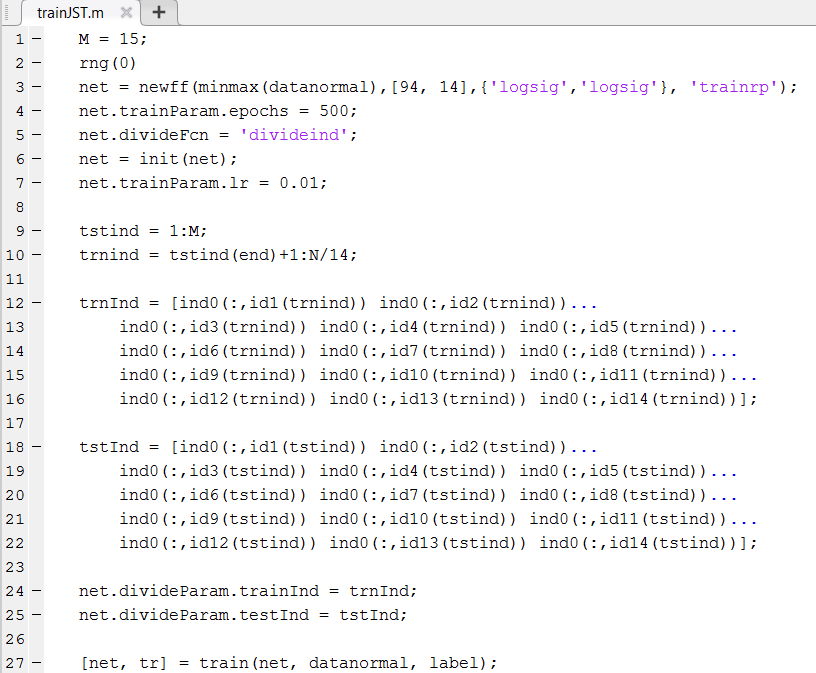 trainJST.m
1 M = 15;
2 rng(0)
3 net = newff(minmax(datanormal),[94, 14],{'logsig','logsig'}, 'trainrp');
4 net.trainParam.epochs = 500;
5 net.divideFcn = 'divideind';
6 net = init(net);
7 net.trainParam.lr = 0.01;
8
9 tstind = 1:M;
10 trnind = tstind(end)+1:N/14;
11
12 trnInd = [ind0(:,id1(trnind)) ind0(:,id2(trnind))...
13 ind0(:,id3(trnind)) ind0(:,id4(trnind)) ind0(:,id5(trnind))...
14 ind0(:,id6(trnind)) ind0(:,id7(trnind)) ind0(:,id8(trnind))...
15 ind0(:,id9(trnind)) ind0(:,id10(trnind)) ind0(:,id11(trnind))...
16 ind0(:,id12(trnind)) ind0(:,id13(trnind)) ind0(:,id14(trnind))];
17
18 tstInd = [ind0(:,id1(tstind)) ind0(:,id2(tstind))...
19 ind0(:,id3(tstind)) ind0(:,id4(tstind)) ind0(:,id5(tstind))...
20 ind0(:,id6(tstind)) ind0(:,id7(tstind)) ind0(:,id8(tstind))...
21 ind0(:,id9(tstind)) ind0(:,id10(tstind)) ind0(:,id11(tstind))...
22 ind0(:,id12(tstind)) ind0(:,id13(tstind)) ind0(:,id14(tstind))];
23
24 net.divideParam.trainInd = trnInd;
25 net.divideParam.testInd = tstInd;
26
27 [net, tr] = train(net, datanormal, label);